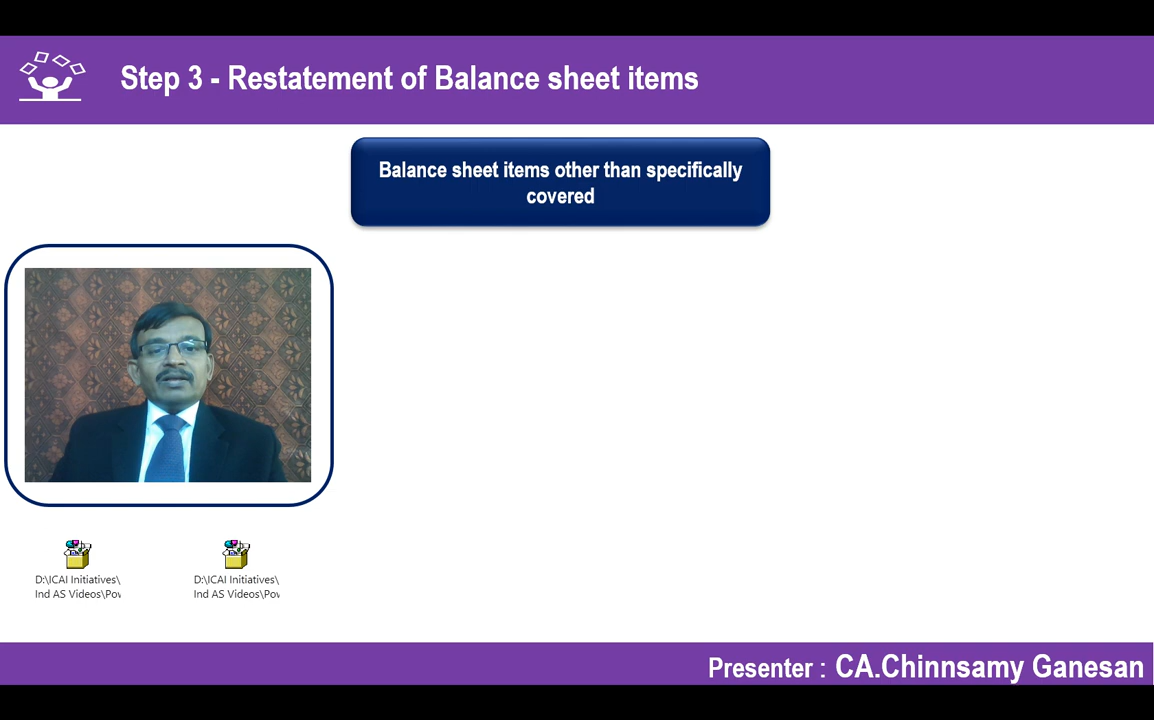 Step 3 - Restatement of Balance sheet items
Balance sheet items other than specifically
covered
D:\ICAI Initiatives\
Ind AS Videos\Pov
D:\ICAI Initiatives\
Ind AS Videos\Pov
Presenter : CA.Chinnsamy Ganesan